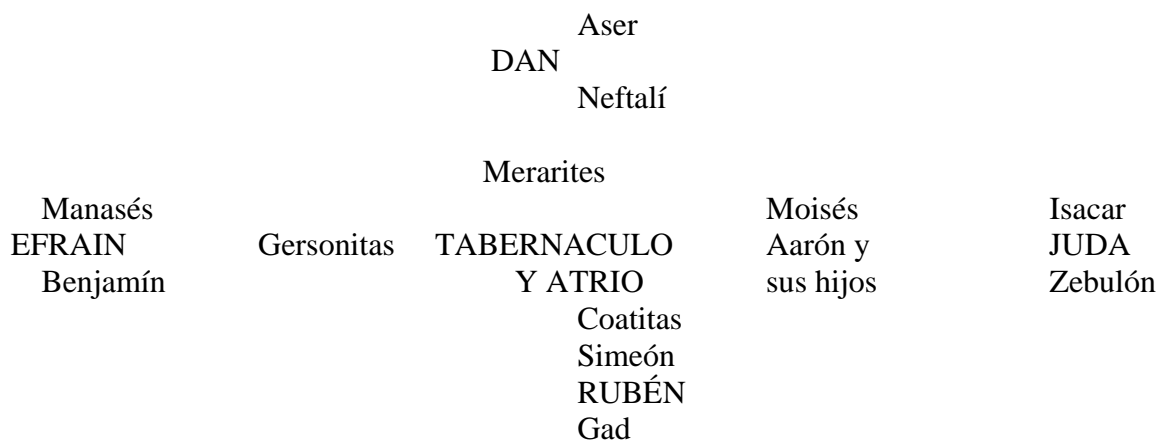 Aser
DAN
Neftalí
Merarites
Manasés Moisés Isacar
EFRAIN Gersonitas TABERNACULO Aarón y JUDA
Benjamín Y ATRIO sus hijos Zebulón
Coatitas
Simeón
RUBÉN
Gad